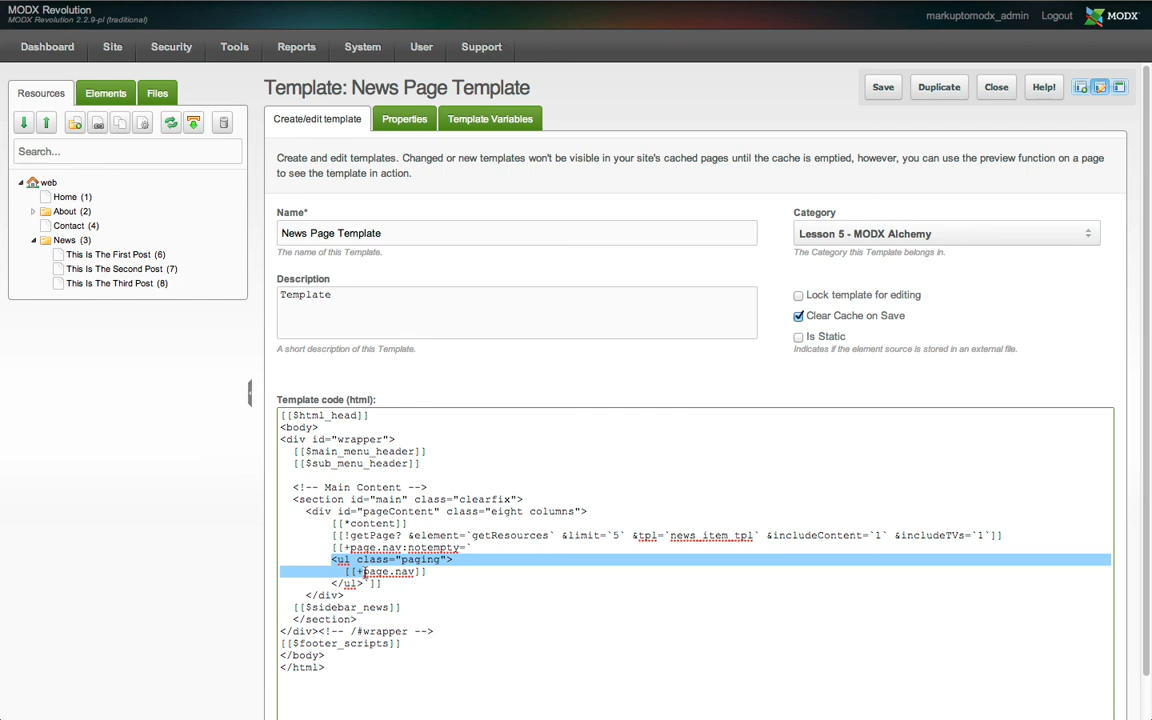 MODX Revolution
MODX Revolution 2.2.9-pl (traditional)
markuptomodx_admin Logout MODX
Dashboard Site Security Tools Reports System User Support
Resources Elements Files
Search...
web
Home (1)
About (2)
Contact (4)
News (3)
This Is The First Post (6)
This Is The Second Post (7)
This Is The Third Post (8)
Template: News Page Template
Save Duplicate Close Help!
Create/edit template Properties Template Variables
Create and edit templates. Changed or new templates won't be visible in your site's cached pages until the cache is emptied, however, you can use the preview function on a page
to see the template in action.
Name*
News Page Template
The name of this Template.
Category
Lesson 5 - MODX Alchemy
The Category this Template belongs in.
Description
Template
A short description of this Template.
Lock template for editing
Clear Cache on Save
Is Static
Indicates if the element source is stored in an external file.
Template code (html):
[[$html_head]]
<body>
<div id="wrapper">
[[$main_menu_header]]
[[$sub_menu_header]]
<!-- Main Content -->
<section id="main" class="clearfix">
<div id="pageContent" class="eight columns">
[[*content]]
[[!getPage? &element=`getResources` &limit=`5` &tpl=`news_item_tpl` &includeContent=`1` &includeTVs=`1`]]
[[+page.nav:notempty=`
<ul class="paging">
[[+page.nav]]
</ul>`]]
</div>
[[$sidebar_news]]
</section>
</div><!-- /#wrapper -->
[[$footer_scripts]]
</body>
</html>